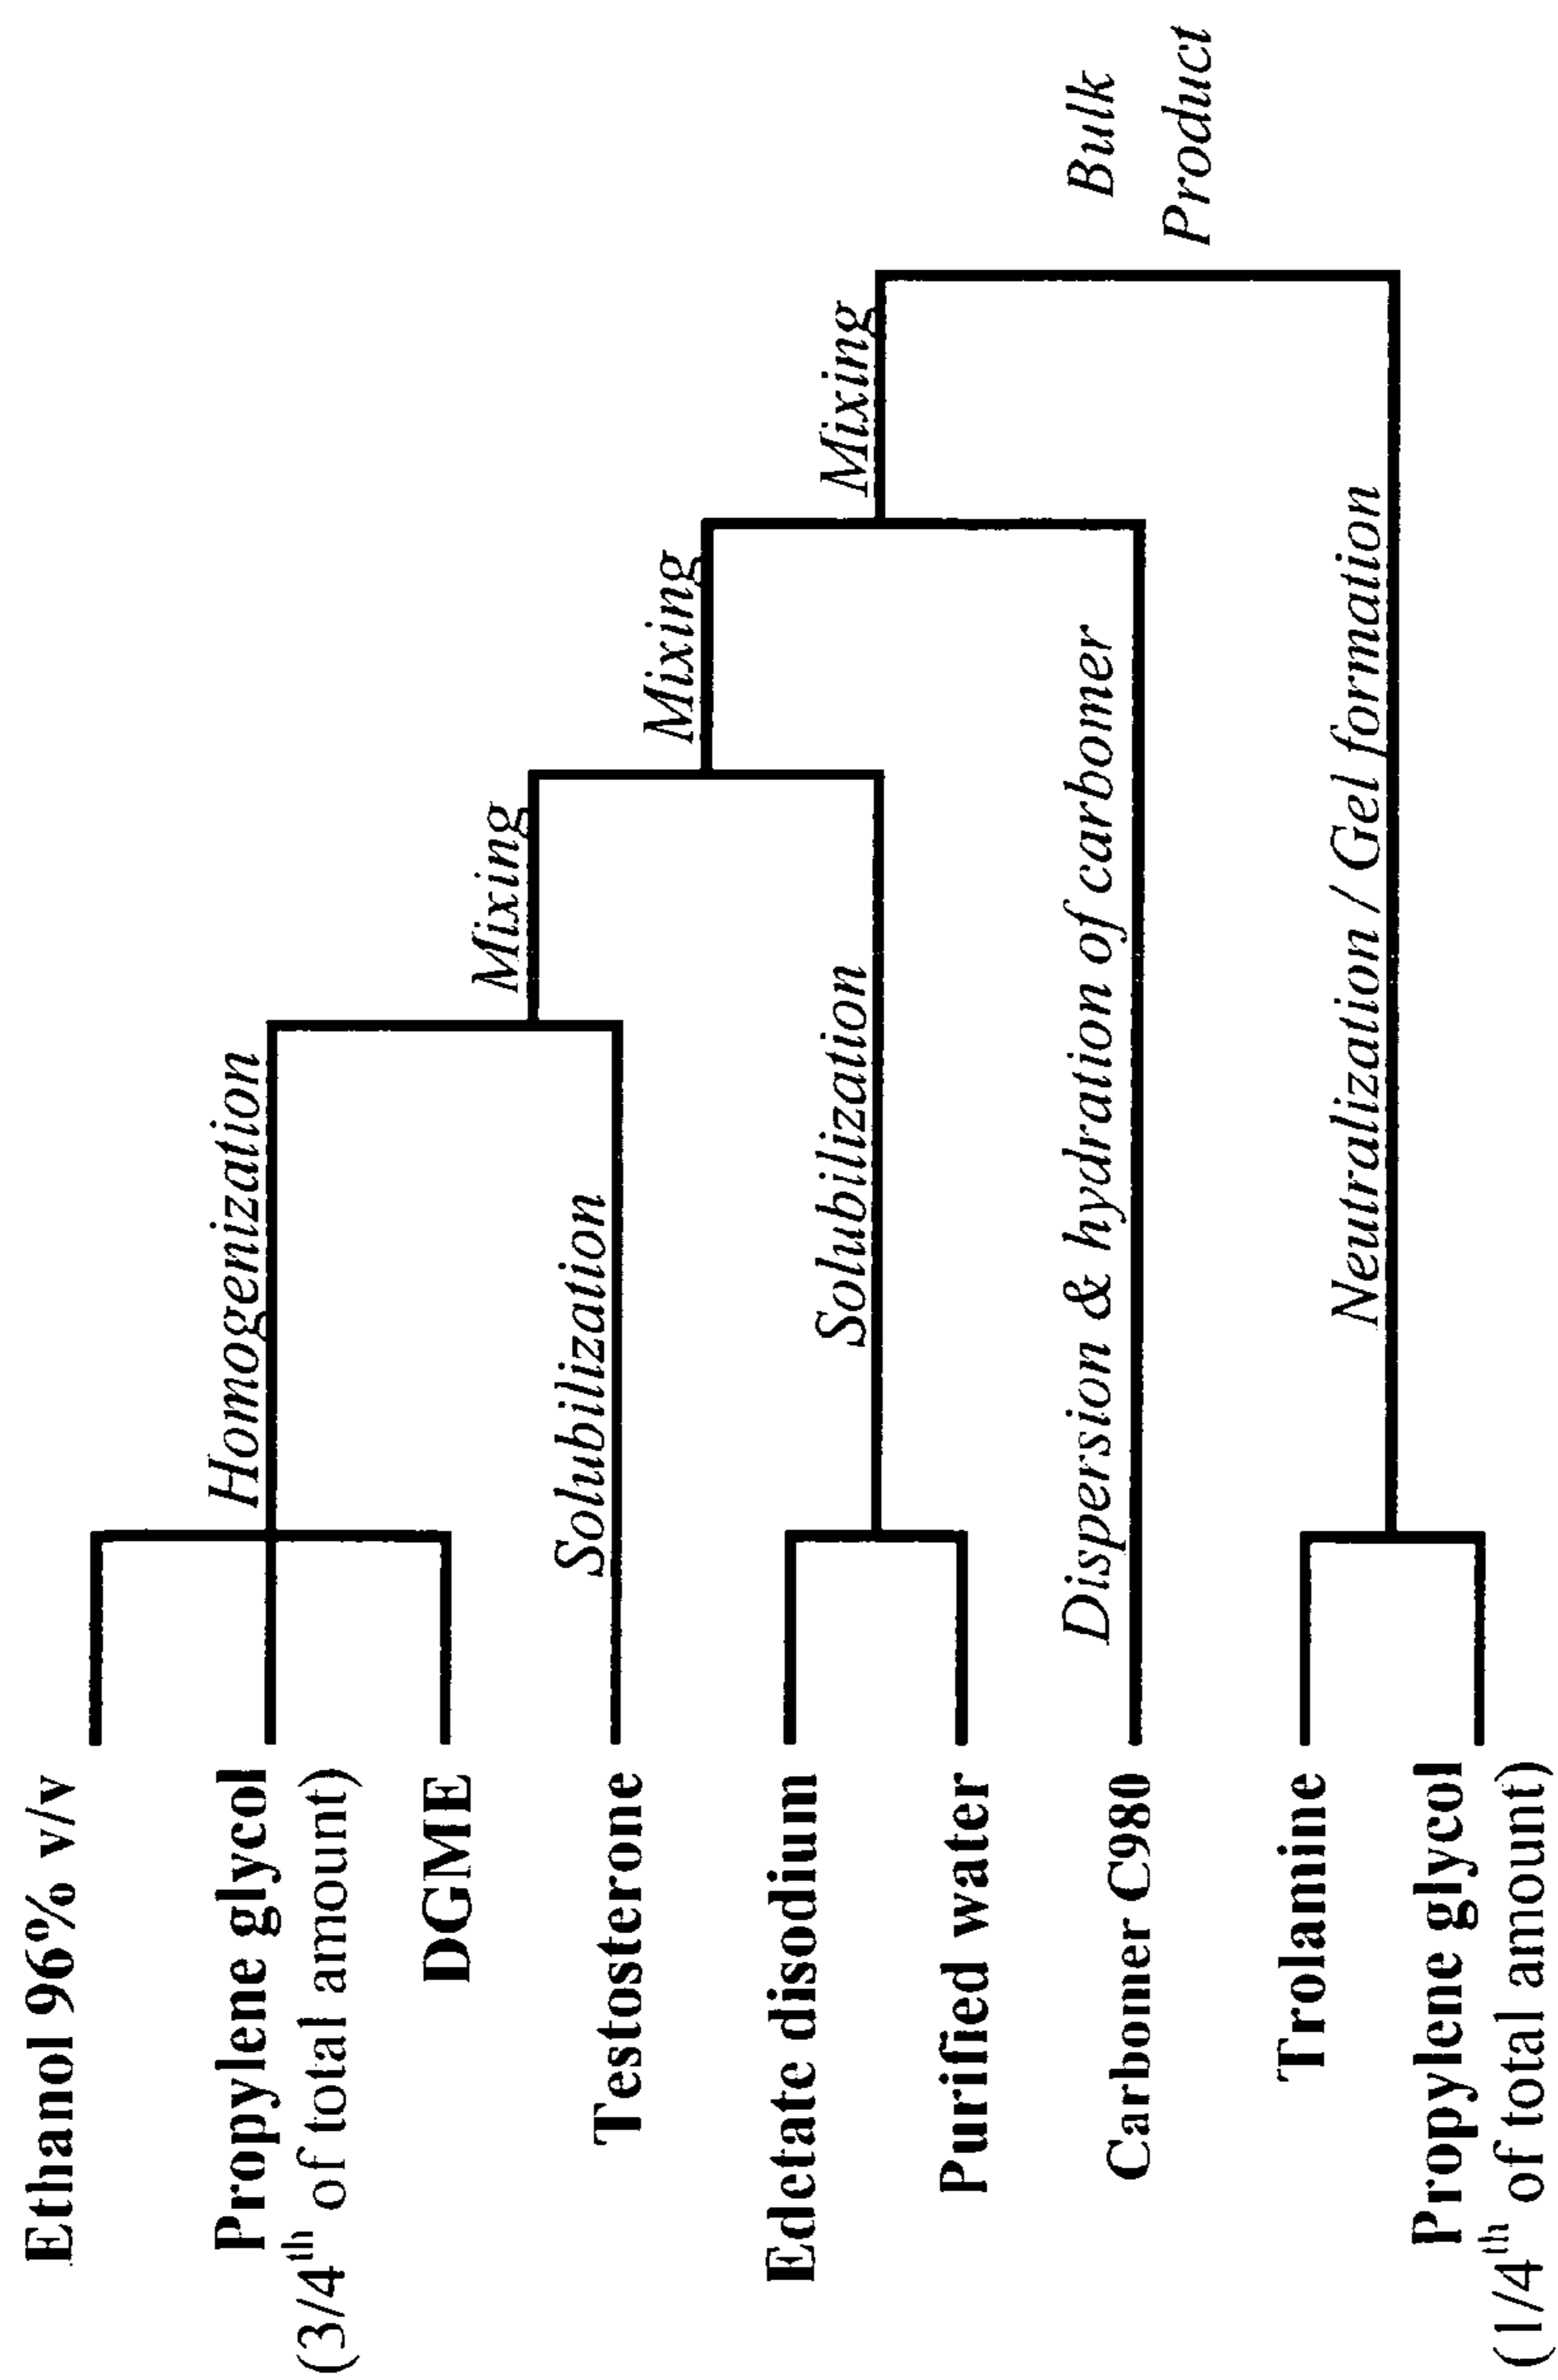 Ethanol 96% v/v
Propylene glycol
(3/4th of total amount)
DGME
Testosterone
Edetate disodium
Purified water
Carbomer C980
Trolamine
Propylene glycol
(1/4th of total amount)
Homogenization
Solubilization
Mixing
Solubilization
Mixing
Dispersion & hydration of carbomer
Mixing
Neutralization / Gel formation
Bulk
Product